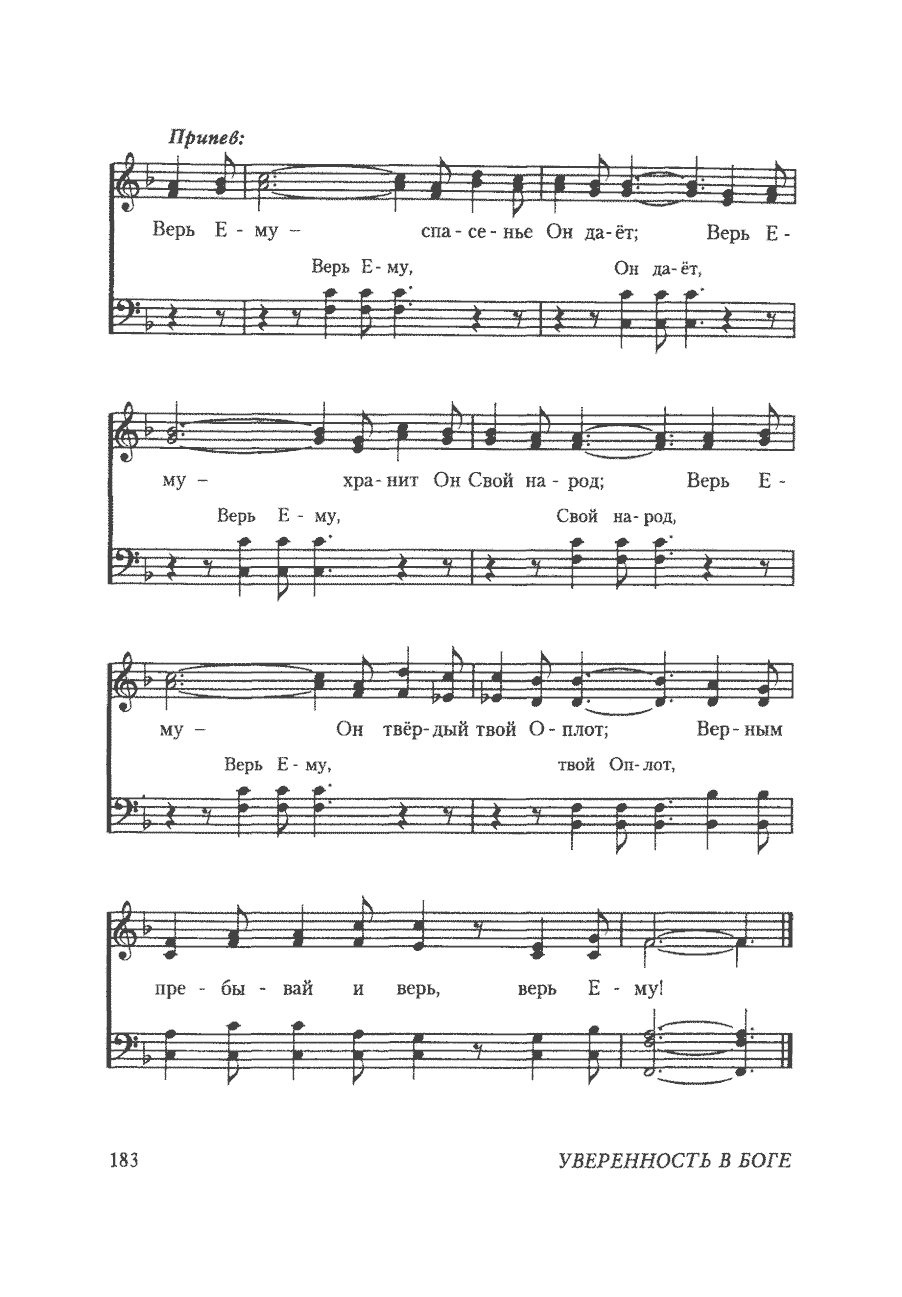 Припев:
Верь Е - му - спа - се - нье Он да - ёт; Верь Е -
Верь Е - му, Он да - ёт,
му - хра - нит Он Свой на - род; Верь Е -
Верь Е - му, Свой на - род,
му - Он твёр - дый твой О - плот; Вер - ным
Верь Е - му, твой Оп - лот,
пре - бы - вай и верь, верь Е - му!
183 УВЕРЕННОСТЬ В БОГЕ